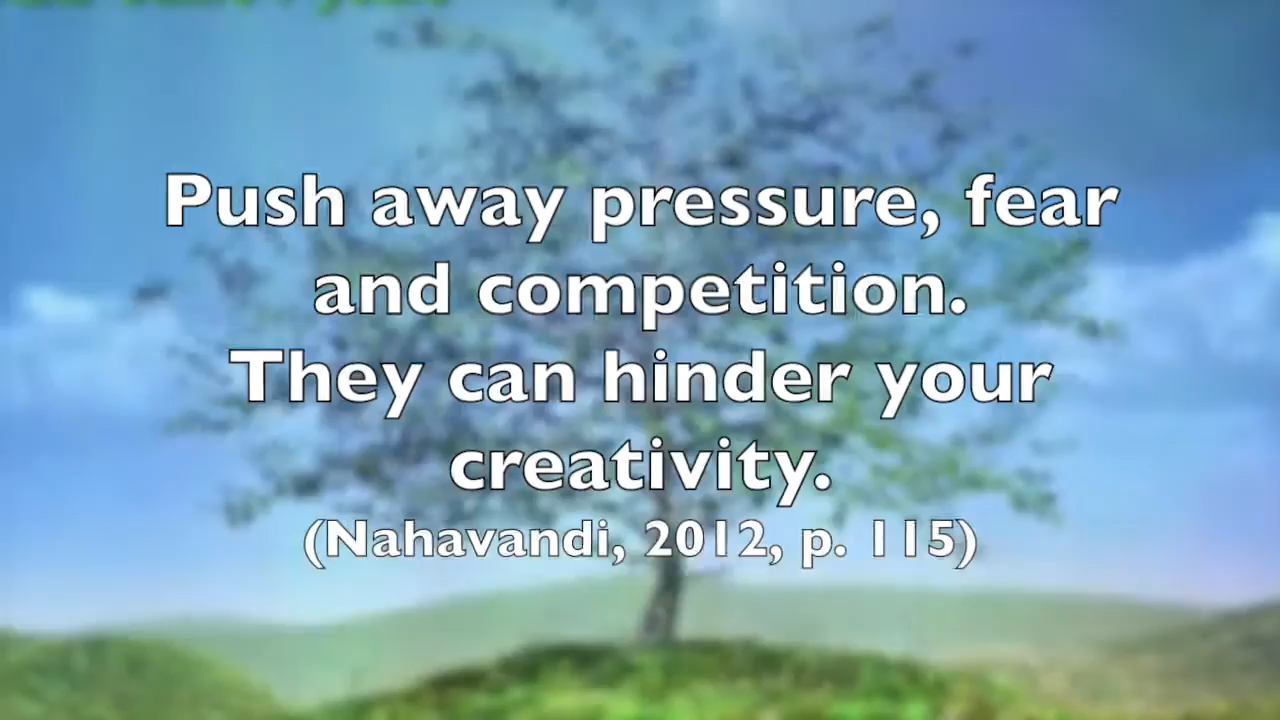 Push away pressure, fear
and competition.
They can hinder your
creativity.
(Nahavandi, 2012, p. 115)